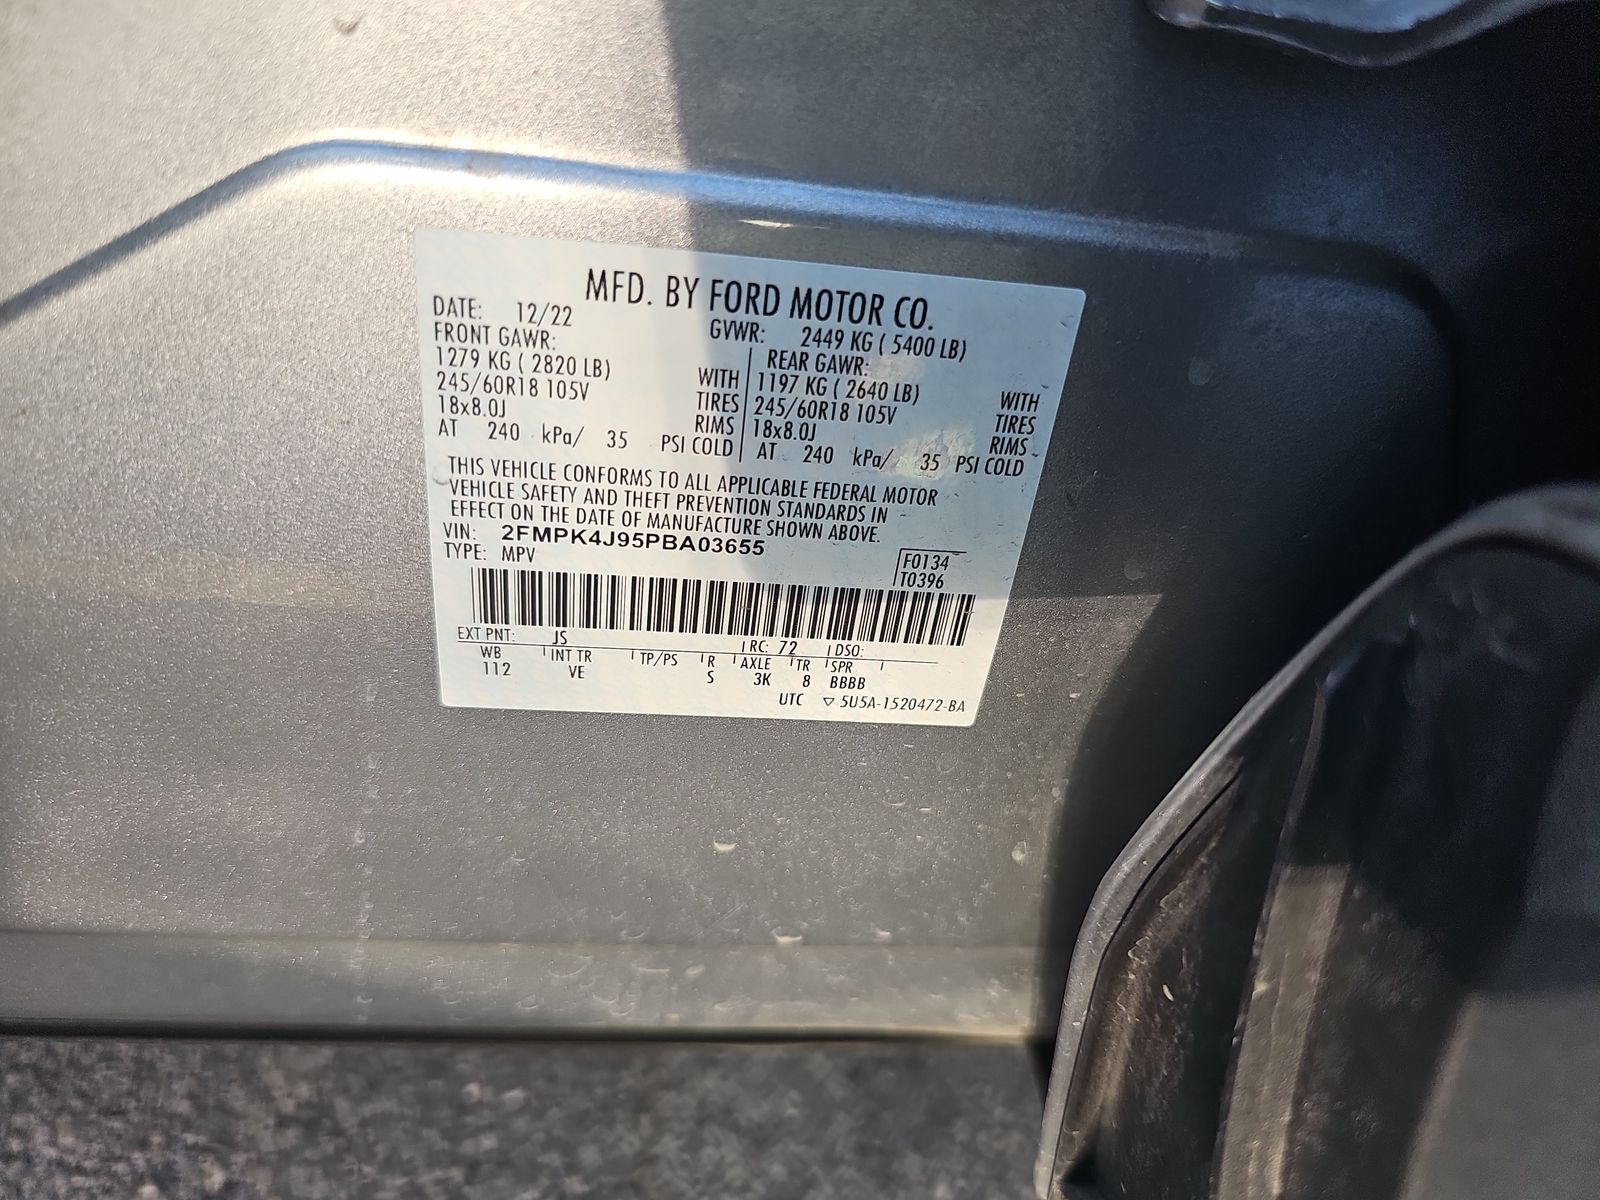 MFD. BY FORD MOTOR CO.
DATE: 12/22 GVWR: 2449 KG ( 5400 LB)
FRONT GAWR: REAR GAWR:
1279 KG ( 2820 LB) WITH 1197 KG ( 2640 LB) WITH
245/60R18 105V TIRES 245/60R18 105V TIRES
18x8.0J RIMS 18x8.0J RIMS
AT 240 kPa/ 35 PSI COLD AT 240 kPa/ 35 PSI COLD
THIS VEHICLE CONFORMS TO ALL APPLICABLE FEDERAL MOTOR
VEHICLE SAFETY AND THEFT PREVENTION STANDARDS IN
EFFECT ON THE DATE OF MANUFACTURE SHOWN ABOVE.
VIN: 2FMPK4J95PBA03655
TYPE: MPV F0134
T0396
EXT PNT: JS RC: 72 DSO:
WB INT TR TP/PS R AXLE TR SPR
112 VE S 3K 8 BBBB
UTC ▽ 5U5A-1520472-BA